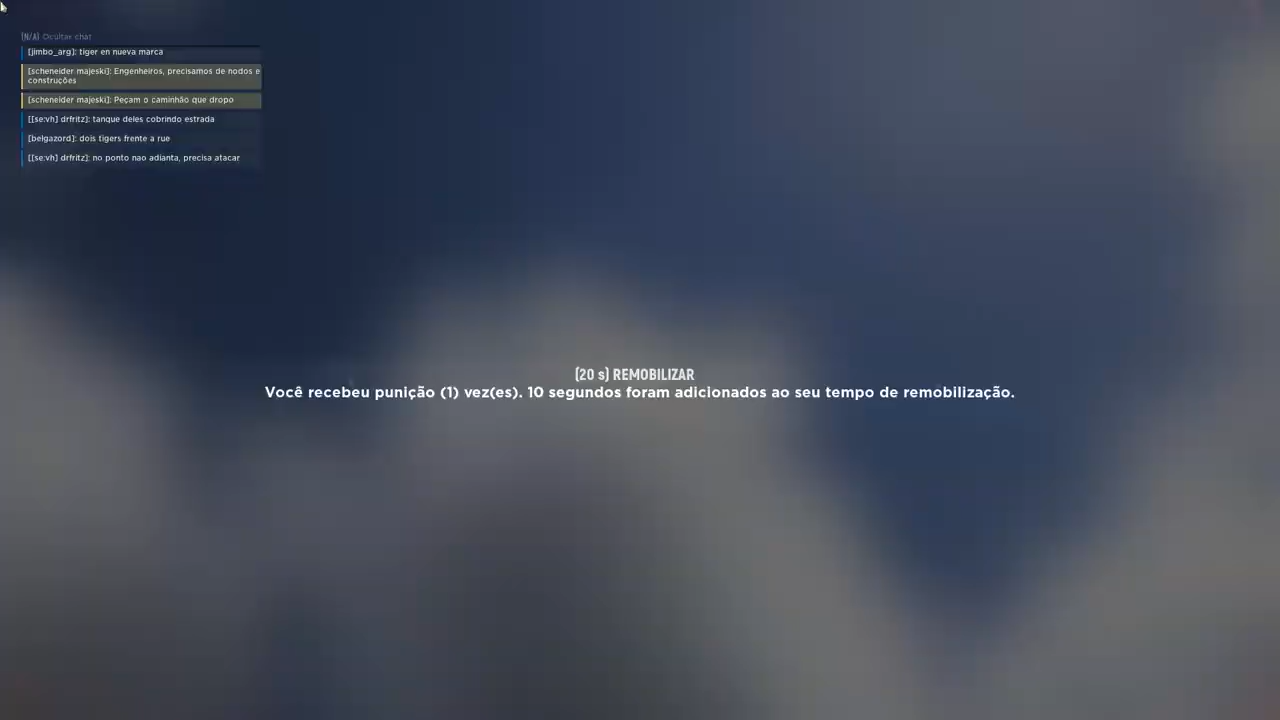 [N/A] Ocultar chat
[jimbo_arg]: tiger en nueva marca
[scheneider majeski]: Engenheiros, precisamos de nodos e
construções
[scheneider majeski]: Peçam o caminhão que dropo
[[se:vh] drfritz]: tanque deles cobrindo estrada
[belgazord]: dois tigers frente a rue
[[se:vh] drfritz]: no ponto nao adianta, precisa atacar
(20 s) REMOBILIZAR
Você recebeu punição (1) vez(es). 10 segundos foram adicionados ao seu tempo de remobilização.